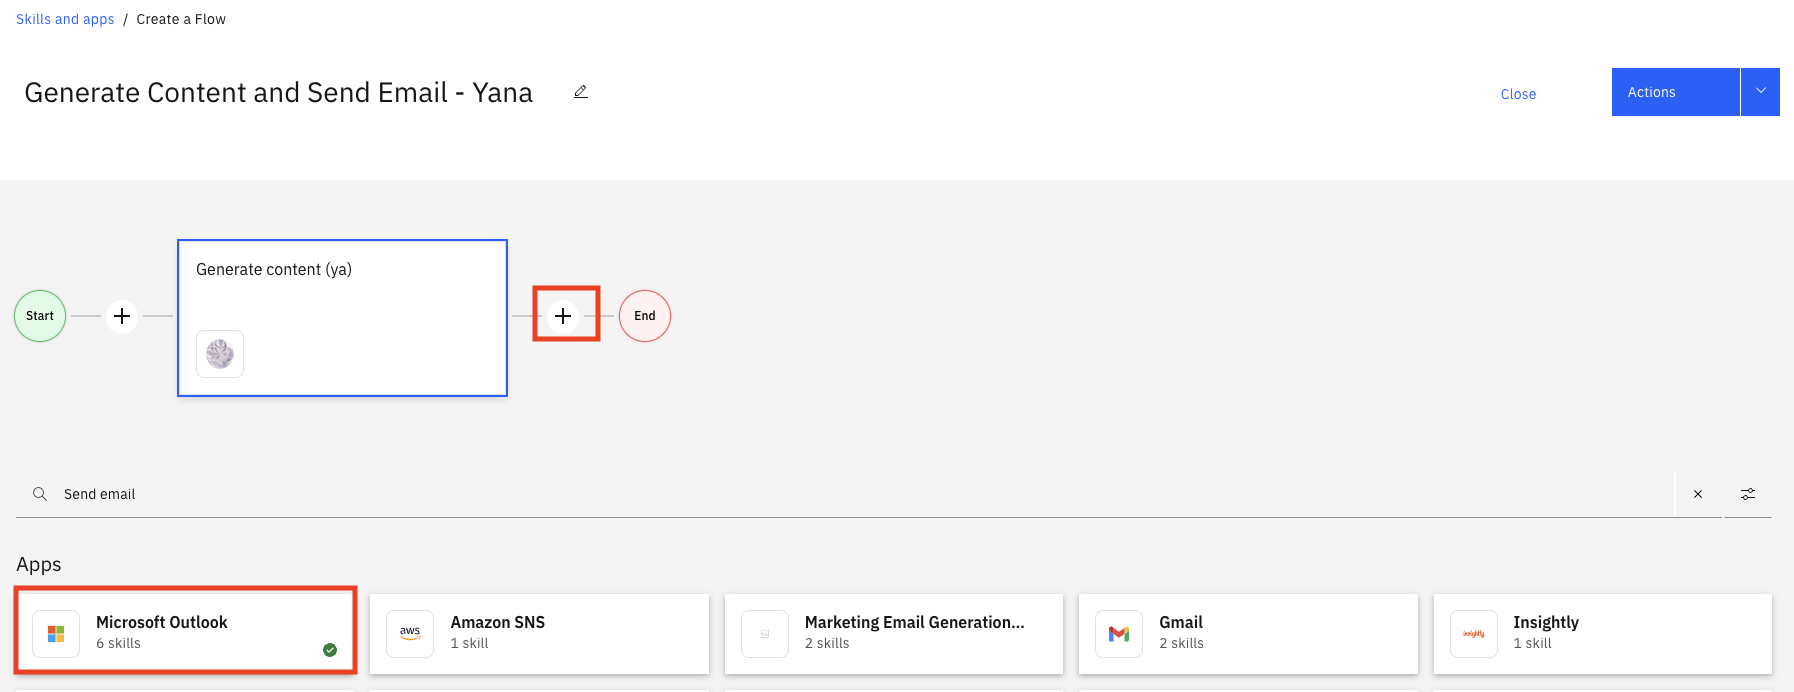 Skills and apps / Create a Flow
Generate Content and Send Email - Yana
Close
Actions
Generate content (ya)
Start
End
Send email
Apps
Microsoft Outlook
6 skills
aws
Amazon SNS
1 skill
Marketing Email Generation...
2 skills
Gmail
2 skills
insightly
Insightly
1 skill